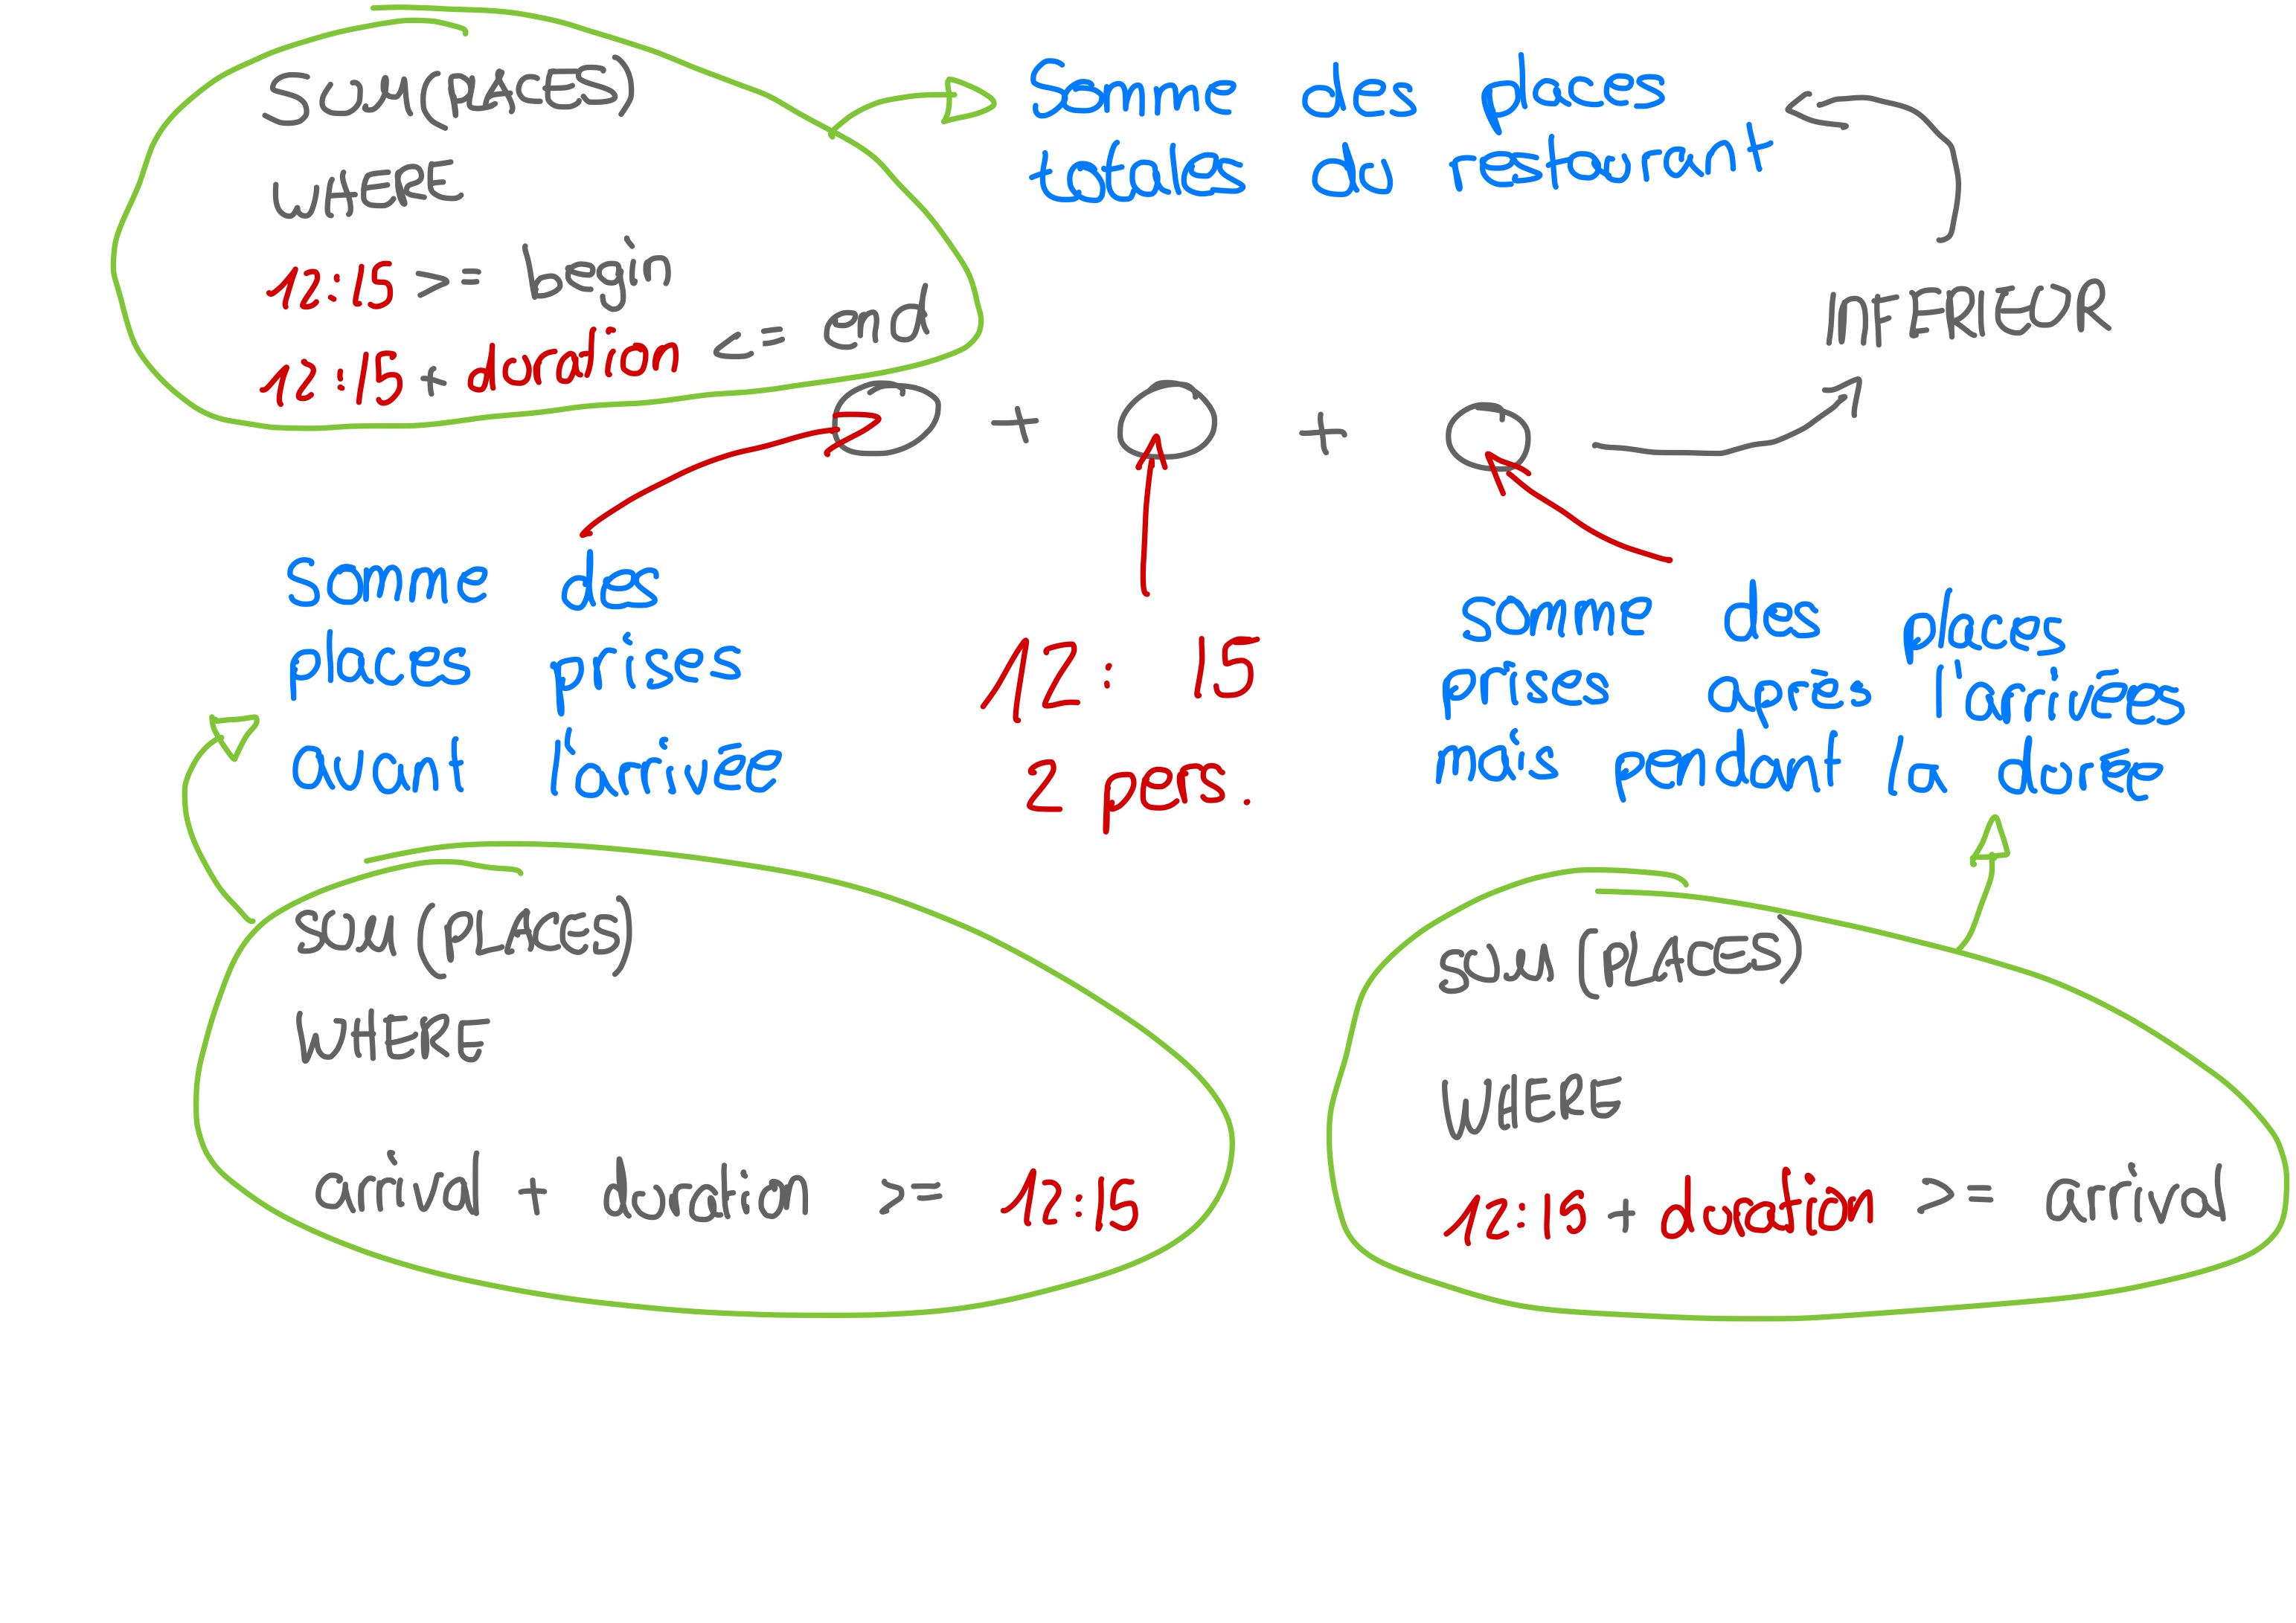 SUM(PLACES)
WHERE
12:15 >= begin
12:15 + duration <= end
Somme des places
totales du restaurant
INFERIEUR
+ +
Somme des
places prises
avant l'arivée
12:15
2 pers.
somme des places
prises après l'arrivées
mais pendant la durée
SUM(PLACES)
WHERE
arrival + duration >= 12:15
SUM(PLACES)
WHERE
12:15 + duration >= arrival